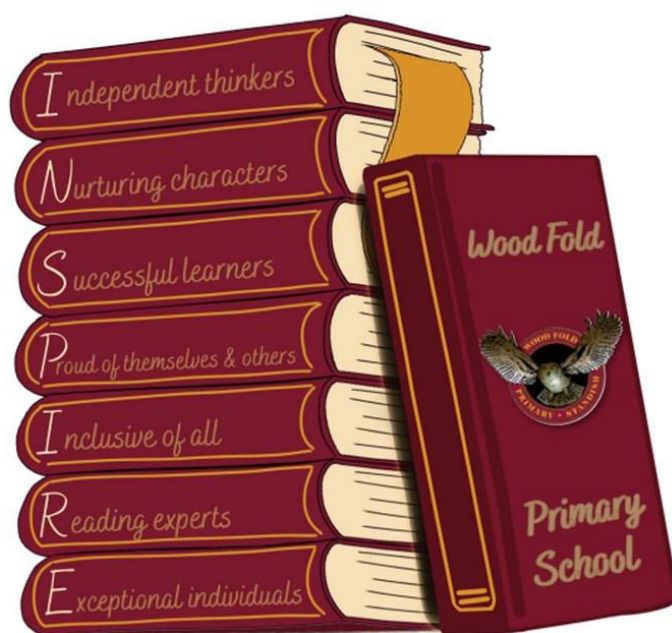 Independent thinkers
Nurturing characters
Successful learners
Proud of themselves & others
Inclusive of all
Reading experts
Exceptional individuals
Wood Fold
WOOD FOLD
PRIMARY • STANDISH
Primary
School